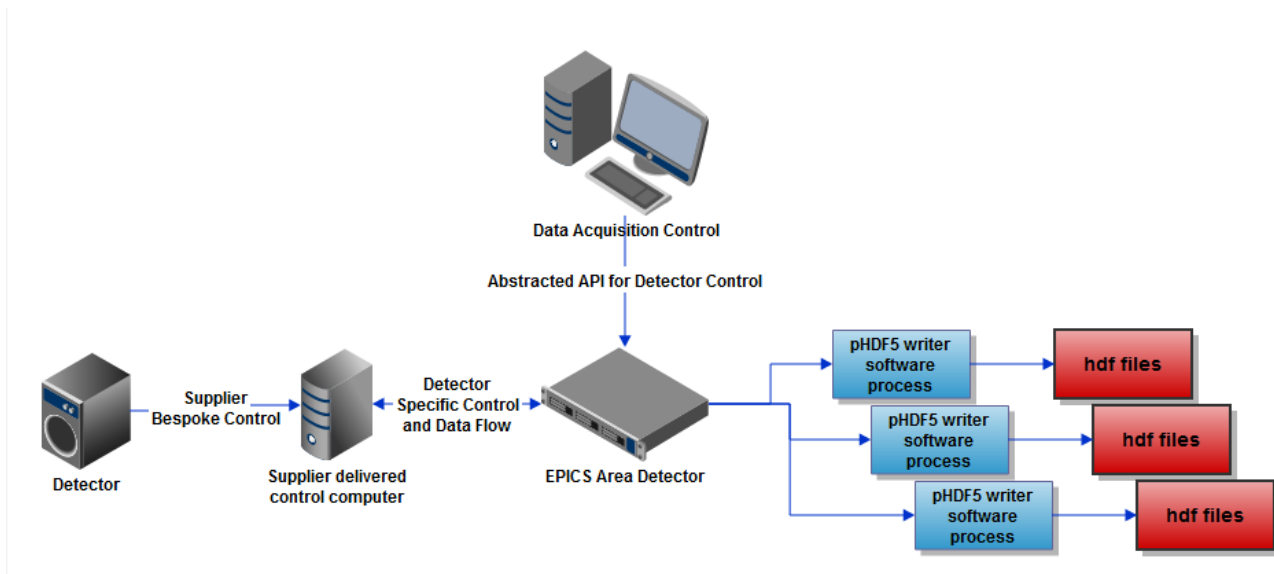 Data Acquisition Control
Abstracted API for Detector Control
Detector
Supplier
Bespoke Control
Supplier delivered
control computer
Detector
Specific Control
and Data Flow
EPICS Area Detector
pHDF5 writer
software
process
hdf files
pHDF5 writer
software
process
hdf files
pHDF5 writer
software
process
hdf files